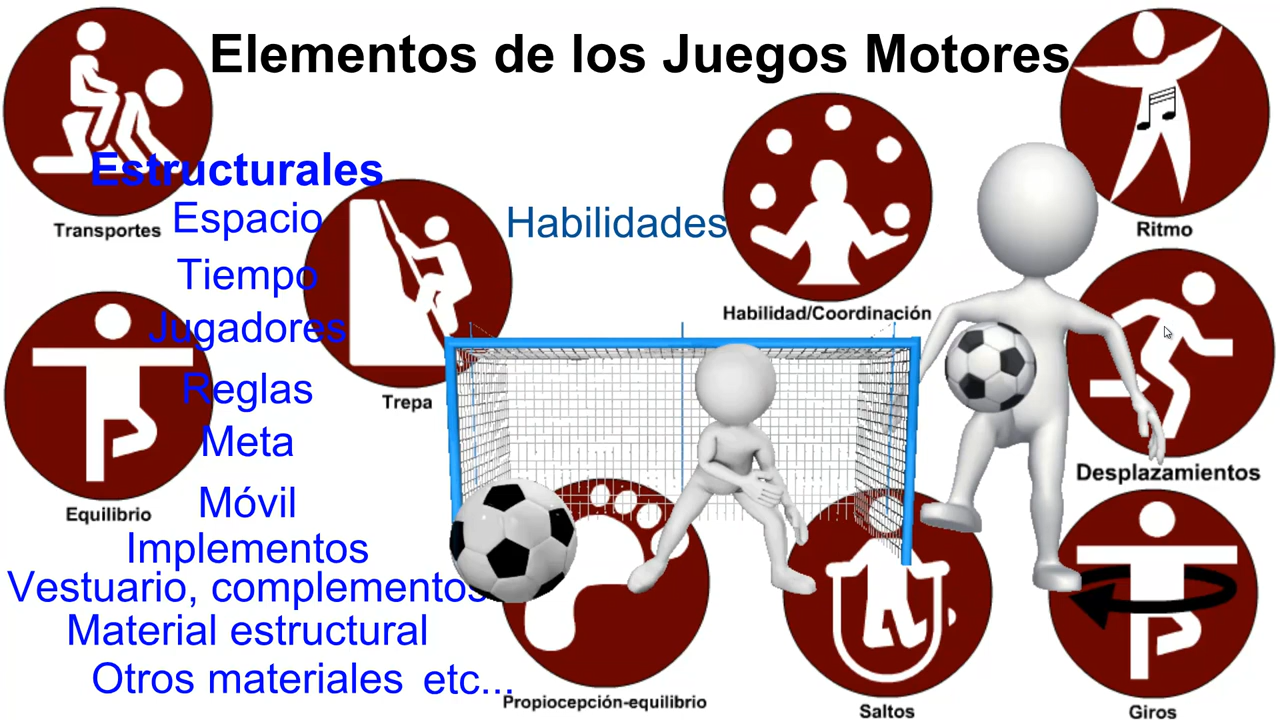 Elementos de los Juegos Motores
Estructurales
Transportes
Espacio
Habilidades
Ritmo
Tiempo
Habilidad/Coordinación
Jugadores
Reglas
Trepa
Meta
Desplazamientos
Móvil
Equilibrio
Implementos
Vestuario, complementos
Material estructural
Otros materiales etc...
Propiocepción-equilibrio
Saltos
Giros